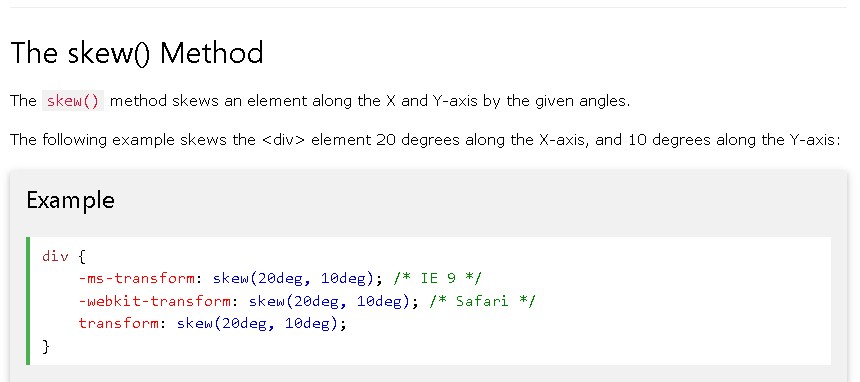 The skew() Method
The skew() method skews an element along the X and Y-axis by the given angles.
The following example skews the <div> element 20 degrees along the X-axis, and 10 degrees along the Y-axis:
Example
div {
    -ms-transform: skew(20deg, 10deg); /* IE 9 */
    -webkit-transform: skew(20deg, 10deg); /* Safari */
    transform: skew(20deg, 10deg);
}